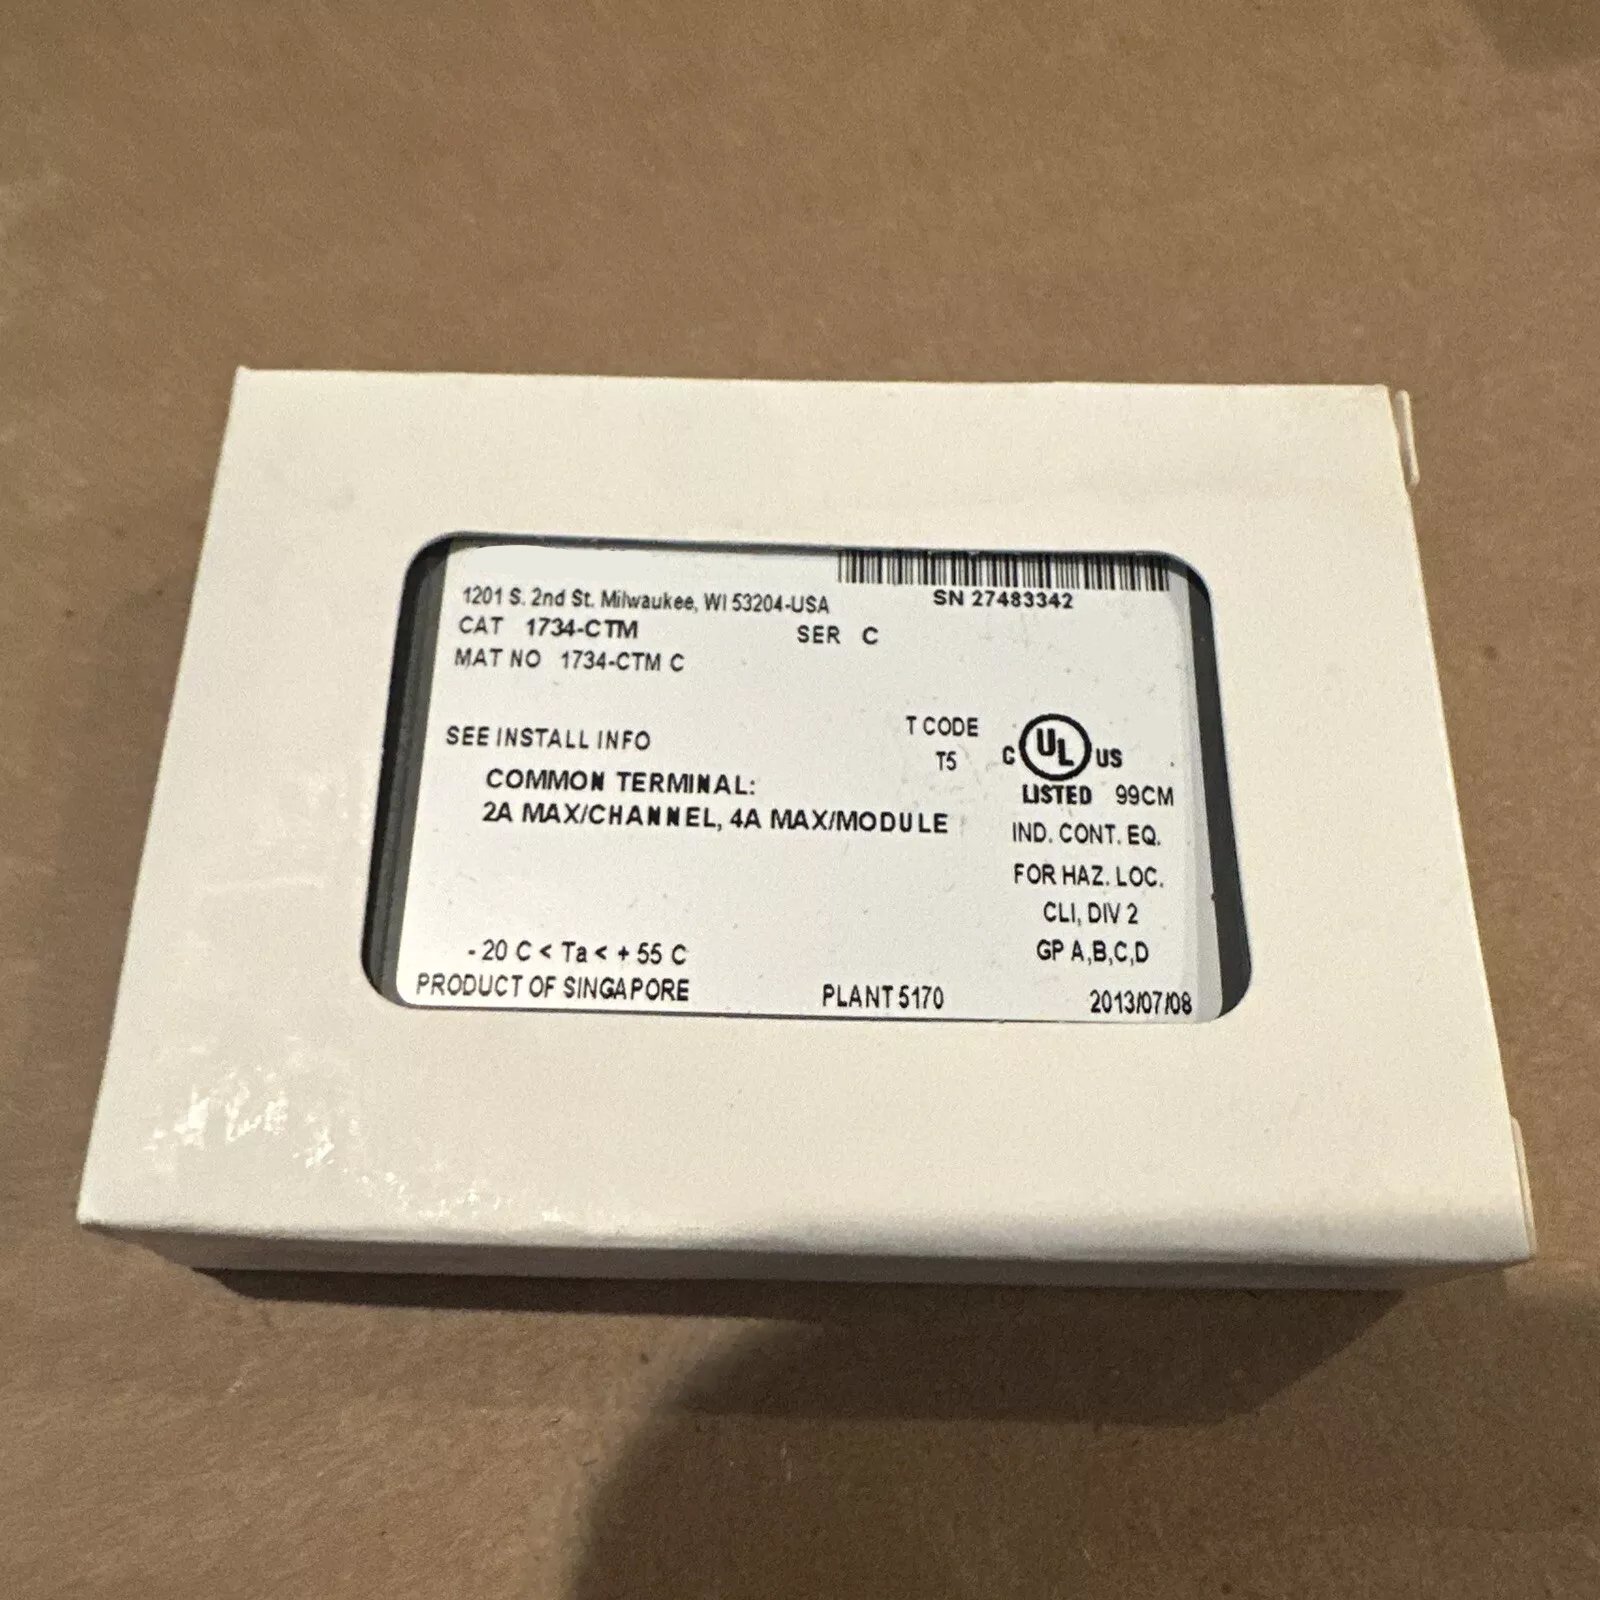 1201 S. 2nd St. Milwaukee, WI 53204-USA
SN 27483342
CAT 1734-CTM SER C
MAT NO 1734-CTM C
SEE INSTALL INFO
T CODE
T5
C UL US
LISTED 99CM
COMMON TERMINAL:
2A MAX/CHANNEL, 4A MAX/MODULE
IND. CONT. EQ.
FOR HAZ. LOC.
CLI, DIV 2
GP A,B,C,D
- 20 C < Ta < + 55 C
PRODUCT OF SINGAPORE PLANT 5170 2013/07/08